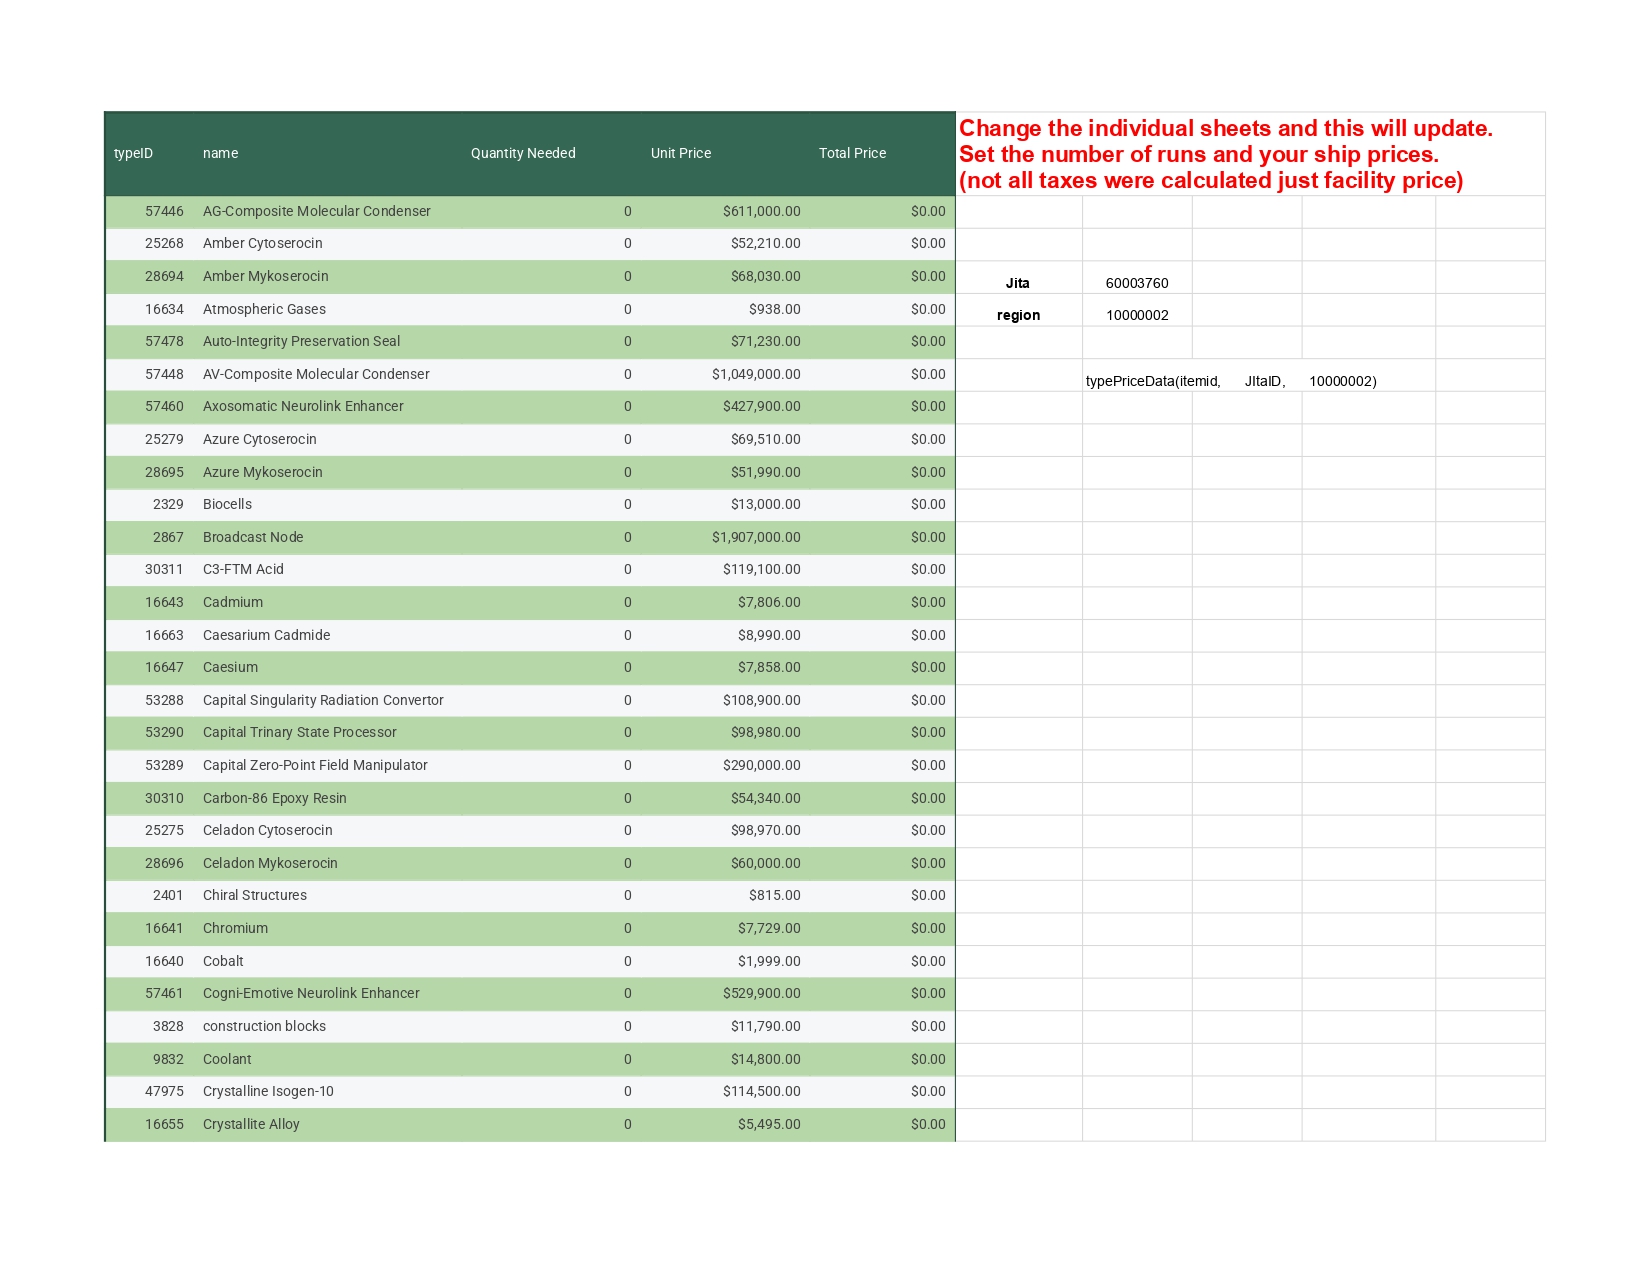 typeID name Quantity Needed Unit Price Total Price
Change the individual sheets and this will update.
Set the number of runs and your ship prices.
(not all taxes were calculated just facility price)
57446 AG-Composite Molecular Condenser 0 $611,000.00 $0.00
25268 Amber Cytoserocin 0 $52,210.00 $0.00
28694 Amber Mykoserocin 0 $68,030.00 $0.00 Jita 60003760
16634 Atmospheric Gases 0 $938.00 $0.00 region 10000002
57478 Auto-Integrity Preservation Seal 0 $71,230.00 $0.00
57448 AV-Composite Molecular Condenser 0 $1,049,000.00 $0.00 typePriceData(itemid, JItaID, 10000002)
57460 Axosomatic Neurolink Enhancer 0 $427,900.00 $0.00
25279 Azure Cytoserocin 0 $69,510.00 $0.00
28695 Azure Mykoserocin 0 $51,990.00 $0.00
2329 Biocells 0 $13,000.00 $0.00
2867 Broadcast Node 0 $1,907,000.00 $0.00
30311 C3-FTM Acid 0 $119,100.00 $0.00
16643 Cadmium 0 $7,806.00 $0.00
16663 Caesarium Cadmide 0 $8,990.00 $0.00
16647 Caesium 0 $7,858.00 $0.00
53288 Capital Singularity Radiation Convertor 0 $108,900.00 $0.00
53290 Capital Trinary State Processor 0 $98,980.00 $0.00
53289 Capital Zero-Point Field Manipulator 0 $290,000.00 $0.00
30310 Carbon-86 Epoxy Resin 0 $54,340.00 $0.00
25275 Celadon Cytoserocin 0 $98,970.00 $0.00
28696 Celadon Mykoserocin 0 $60,000.00 $0.00
2401 Chiral Structures 0 $815.00 $0.00
16641 Chromium 0 $7,729.00 $0.00
16640 Cobalt 0 $1,999.00 $0.00
57461 Cogni-Emotive Neurolink Enhancer 0 $529,900.00 $0.00
3828 construction blocks 0 $11,790.00 $0.00
9832 Coolant 0 $14,800.00 $0.00
47975 Crystalline Isogen-10 0 $114,500.00 $0.00
16655 Crystallite Alloy 0 $5,495.00 $0.00